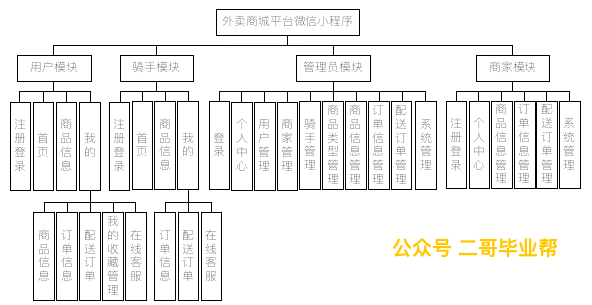 外卖商城平台微信小程序
用户模块
骑手模块
管理员模块
商家模块
注册登录
首页
商品信息
我的
注册登录
首页
商品信息
我的
登录
个人中心
用户管理
商家管理
骑手管理
商品类型管理
商品信息管理
订单信息管理
配送订单管理
系统管理
注册登录
个人中心
商品信息管理
订单信息管理
配送订单管理
系统管理
商品信息
订单信息
配送订单
我的收藏管理
在线客服
订单信息
配送订单
在线客服
公众号 二哥毕业帮